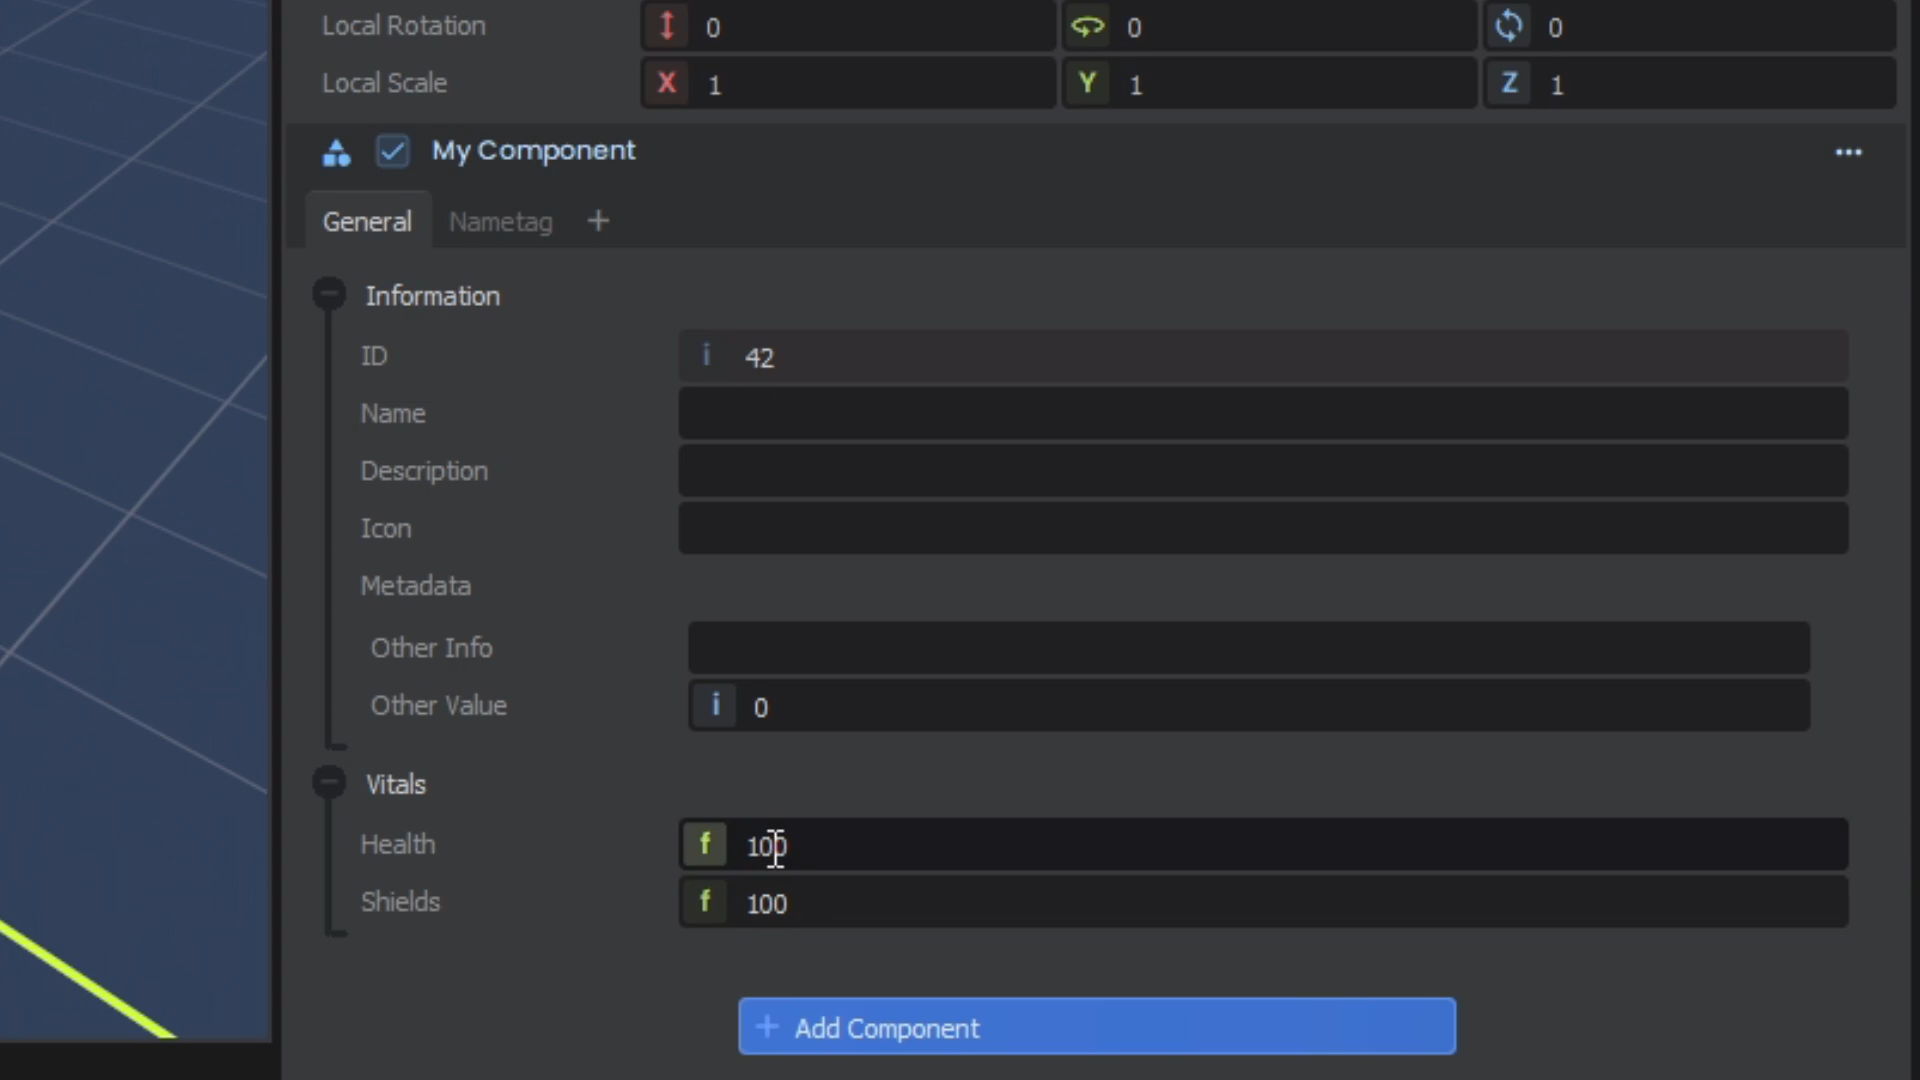 Local Rotation 0 0 0
Local Scale X 1 Y 1 Z 1
My Component
General Nametag +
Information
ID i 42
Name
Description
Icon
Metadata
Other Info
Other Value i 0
Vitals
Health f 100
Shields f 100
+ Add Component